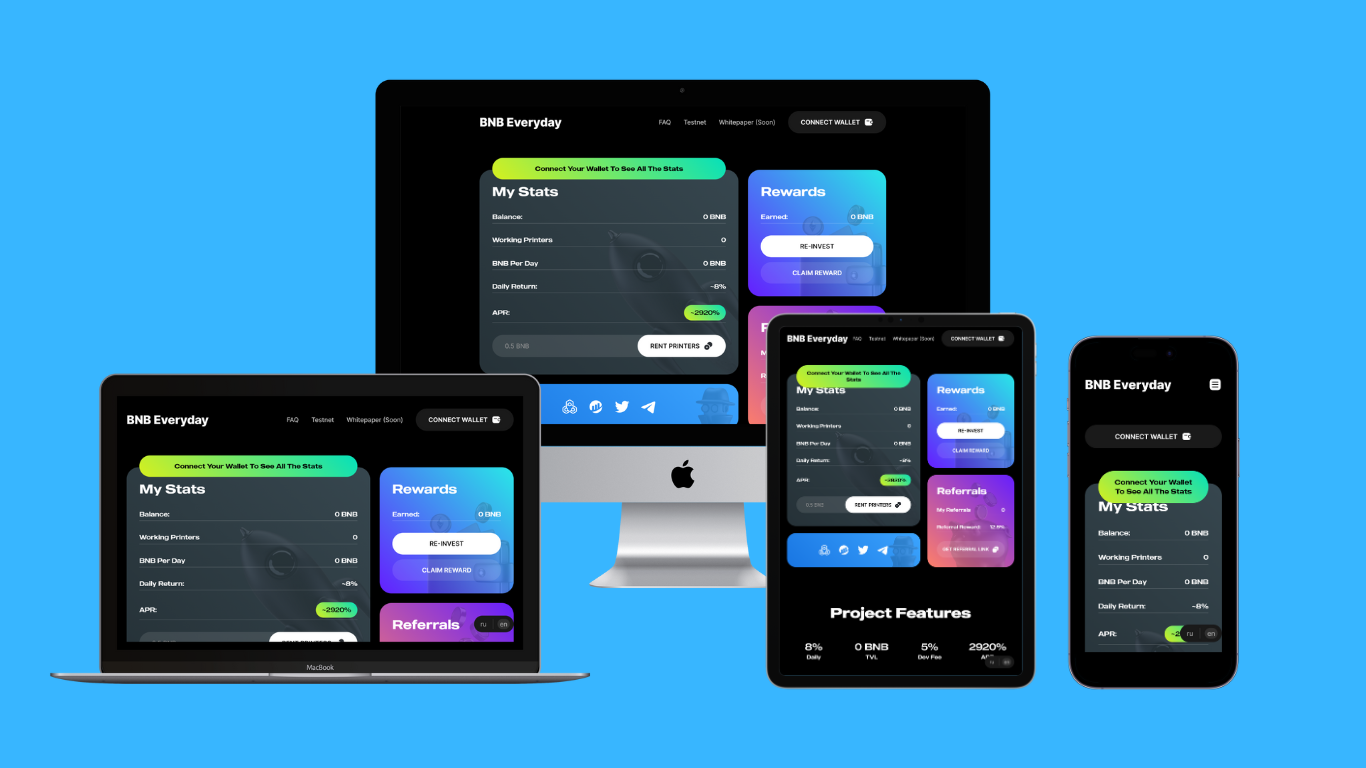 BNB Everyday
FAQ Testnet Whitepaper (Soon) CONNECT WALLET
Connect Your Wallet To See All The Stats
My Stats
Balance: 0 BNB
Working Printers 0
BNB Per Day 0 BNB
Daily Return: ~8%
APR: ~2920%
0.5 BNB RENT PRINTERS
Rewards
Earned: 0 BNB
RE-INVEST
CLAIM REWARD
BNB Everyday
FAQ Testnet Whitepaper (Soon) CONNECT WALLET
Connect Your Wallet To See All The Stats
My Stats
Balance: 0 BNB
Working Printers 0
BNB Per Day 0 BNB
Daily Return: ~8%
APR: ~2920%
Rewards
Earned: 0 BNB
RE-INVEST
CLAIM REWARD
Referrals
ru en
MacBook
BNB Everyday FAQ Testnet Whitepaper (Soon) CONNECT WALLET
Connect Your Wallet To See All The
Stats
My Stats
Balance: 0 BNB
Working Printers 0
BNB Per Day 0 BNB
Daily Return: ~8%
APR: ~2920%
0.5 BNB RENT PRINTERS
Rewards
Earned: 0 BNB
RE-INVEST
CLAIM REWARD
Referrals
My Referrals 0
Referral Reward: 12.5%
GET REFERRAL LINK
Project Features
8% 0 BNB 5% 2920%
Daily TVL Dev Fee
ru en
BNB Everyday
CONNECT WALLET
Connect Your Wallet
To See All The Stats
My Stats
Balance: 0 BNB
Working Printers 0
BNB Per Day 0 BNB
Daily Return: ~8%
APR:
ru en